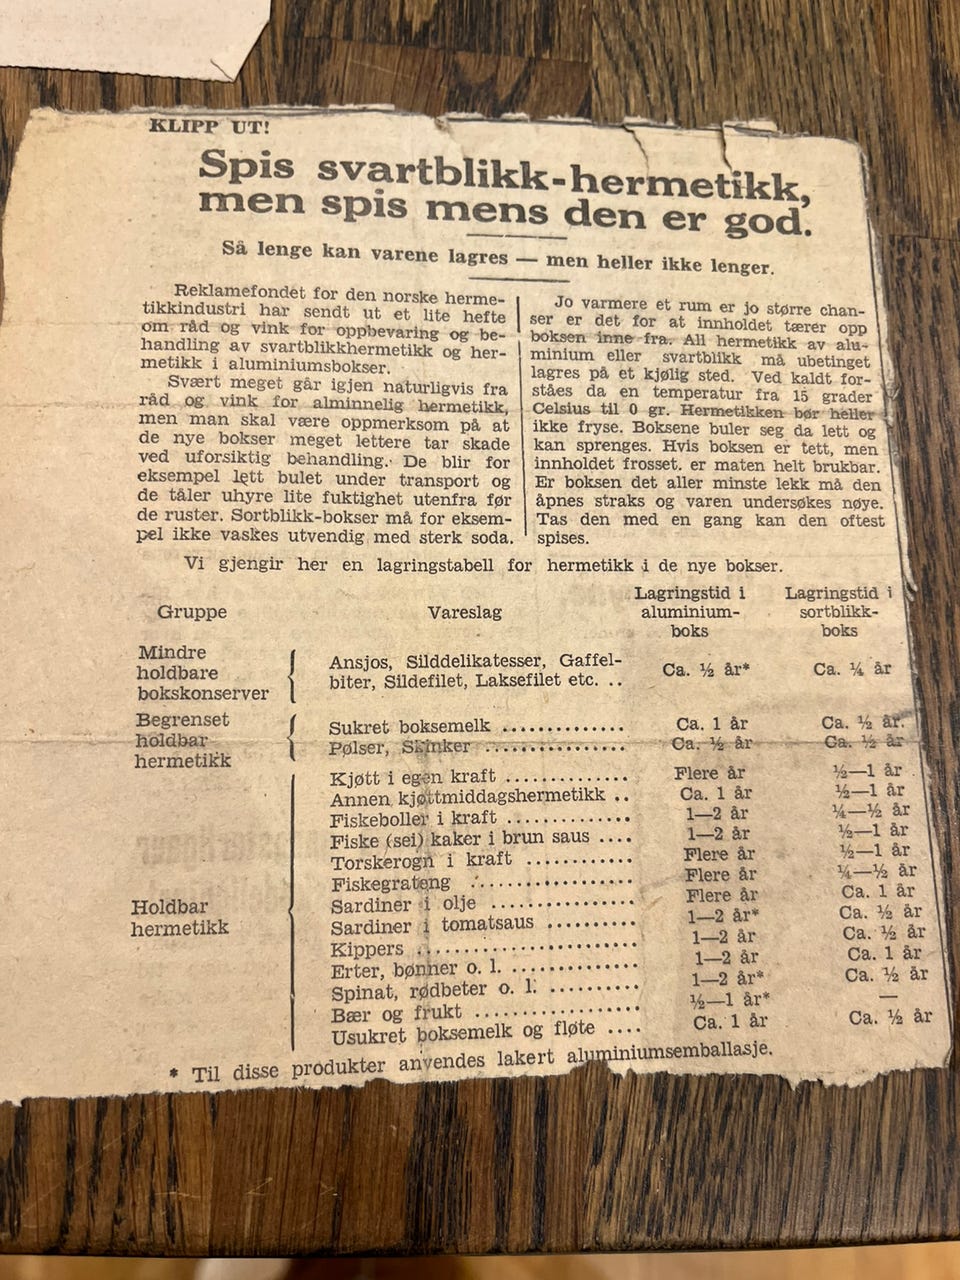 KLIPP UT!
Spis svartblikk-hermetikk,
men spis mens den er god.
Så lenge kan varene lagres — men heller ikke lenger.
Reklamefondet for den norske herme-
tikkindustri har sendt ut et lite hefte
om råd og vink for oppbevaring og be-
handling av svartblikkhermetikk og her-
metikk i aluminiumsbokser.
Svært meget går igjen naturligvis fra
råd og vink for alminnelig hermetikk,
men man skal være oppmerksom på at
de nye bokser meget lettere tar skade
ved uforsiktig behandling. De blir for
eksempel lett bulet under transport og
de tåler uhyre lite fuktighet utenfra før
de ruster. Sortblikk-bokser må for eksem-
pel ikke vaskes utvendig med sterk soda.
Jo varmere et rum er jo større chan-
ser er det for at innholdet tærer opp
boksen inne fra. All hermetikk av alu-
minium eller svartblikk må ubetinget
lagres på et kjølig sted. Ved kaldt for-
ståes da en temperatur fra 15 grader
Celsius til 0 gr. Hermetikken bør heller
ikke fryse. Boksene buler seg da lett og
kan sprenges. Hvis boksen er tett, men
innholdet frosset. er maten helt brukbar.
Er boksen det aller minste lekk må den
åpnes straks og varen undersøkes nøye.
Tas den med en gang kan den oftest
spises.
Vi gjengir her en lagringstabell for hermetikk i de nye bokser.
Gruppe Vareslag Lagringstid i aluminium-boks Lagringstid i sortblikk-boks
Mindre holdbare bokskonserver
Ansjos, Silddelikatesser, Gaffel-
biter, Sildefilet, Laksefilet etc. .. Ca. ½ år* Ca. ¼ år
Begrenset holdbar hermetikk
Sukret boksemelk .............. Ca. 1 år Ca. ½ år.
Pølser, Skinker ................ Ca. ½ år Ca. ½ år
Holdbar hermetikk
Kjøtt i egen kraft .............. Flere år ½—1 år
Annen kjøttmiddagshermetikk .. Ca. 1 år ½—1 år
Fiskeboller i kraft .............. 1—2 år ¼—½ år
Fiske (sei) kaker i brun saus .... 1—2 år ½—1 år
Torskerogn i kraft ............ Flere år ½—1 år
Fiskegrateng .................. Flere år ¼—½ år
Sardiner i olje ................ Flere år Ca. 1 år
Sardiner i tomatsaus .......... 1—2 år* Ca. ½ år
Kippers ........................ 1—2 år Ca. ½ år
Erter, bønner o. l. .............. 1—2 år Ca. 1 år
Spinat, rødbeter o. l. .......... 1—2 år* Ca. ½ år
Bær og frukt .................. ½—1 år* —
Usukret boksemelk og fløte .... Ca. 1 år Ca. ½ år
* Til disse produkter anvendes lakert aluminiumsemballasje.